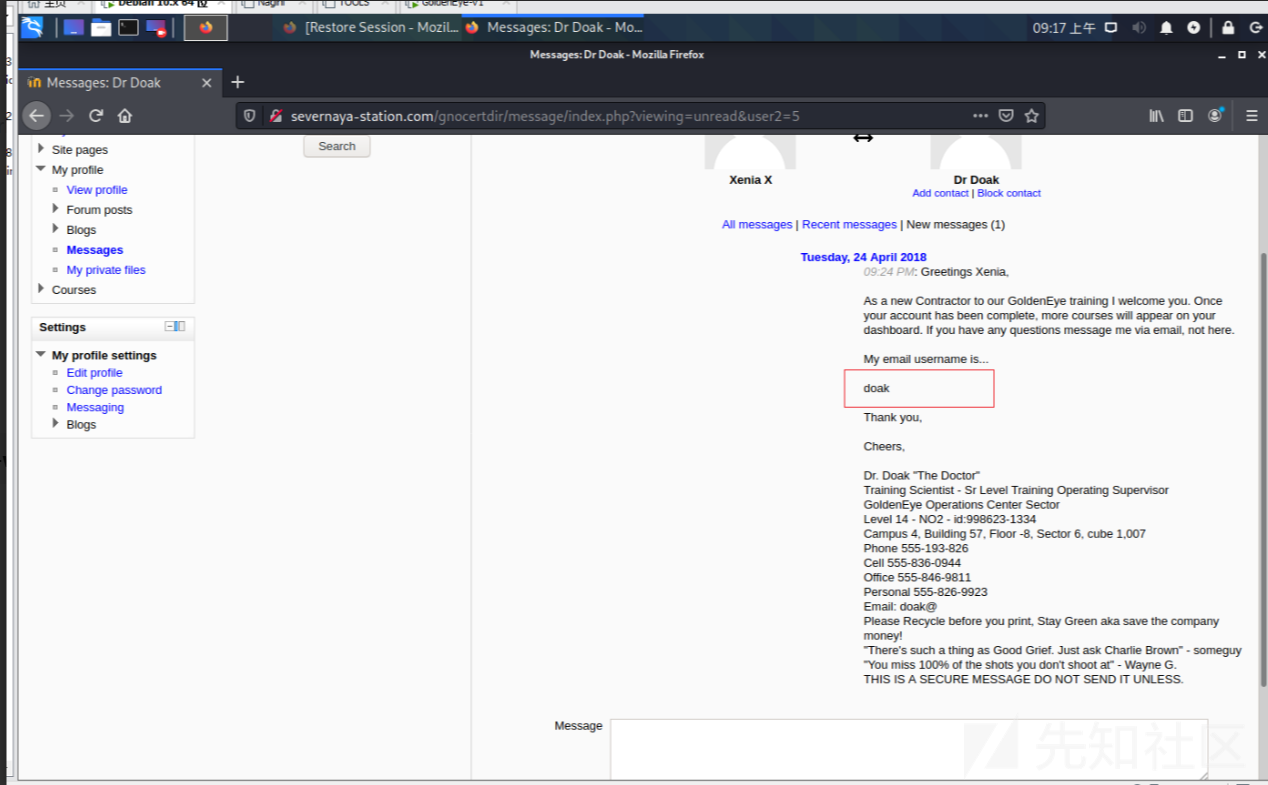 主页
Debian 10.x 64 位
Nagini
TOOLS
GoldenEye-v1
[Restore Session - Mozil...
Messages: Dr Doak - Mo...
09:17 上午
Messages: Dr Doak - Mozilla Firefox
Messages: Dr Doak
severnaya-station.com/gnocertdir/message/index.php?viewing=unread&user2=5
Site pages
My profile
View profile
Forum posts
Blogs
Messages
My private files
Courses
Settings
My profile settings
Edit profile
Change password
Messaging
Blogs
Search
Xenia X
Dr Doak
Add contact | Block contact
All messages | Recent messages | New messages (1)
Tuesday, 24 April 2018
09:24 PM: Greetings Xenia,
As a new Contractor to our GoldenEye training I welcome you. Once
your account has been complete, more courses will appear on your
dashboard. If you have any questions message me via email, not here.
My email username is...
doak
Thank you,
Cheers,
Dr. Doak "The Doctor"
Training Scientist - Sr Level Training Operating Supervisor
GoldenEye Operations Center Sector
Level 14 - NO2 - id:998623-1334
Campus 4, Building 57, Floor -8, Sector 6, cube 1,007
Phone 555-193-826
Cell 555-836-0944
Office 555-846-9811
Personal 555-826-9923
Email: doak@
Please Recycle before you print, Stay Green aka save the company
money!
"There's such a thing as Good Grief. Just ask Charlie Brown" - someguy
"You miss 100% of the shots you don't shoot at" - Wayne G.
THIS IS A SECURE MESSAGE DO NOT SEND IT UNLESS.
Message
先知社区